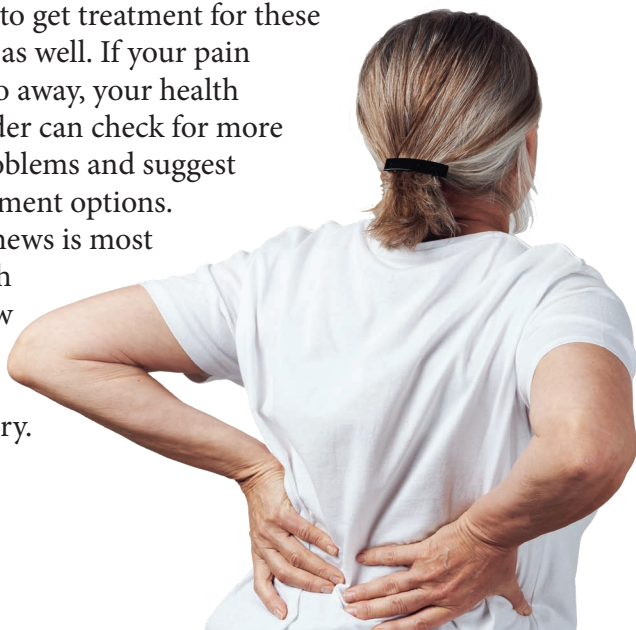 to get treatment for these
as well. If your pain
o away, your health
der can check for more
oblems and suggest
ment options.
news is most
h
w
ry.